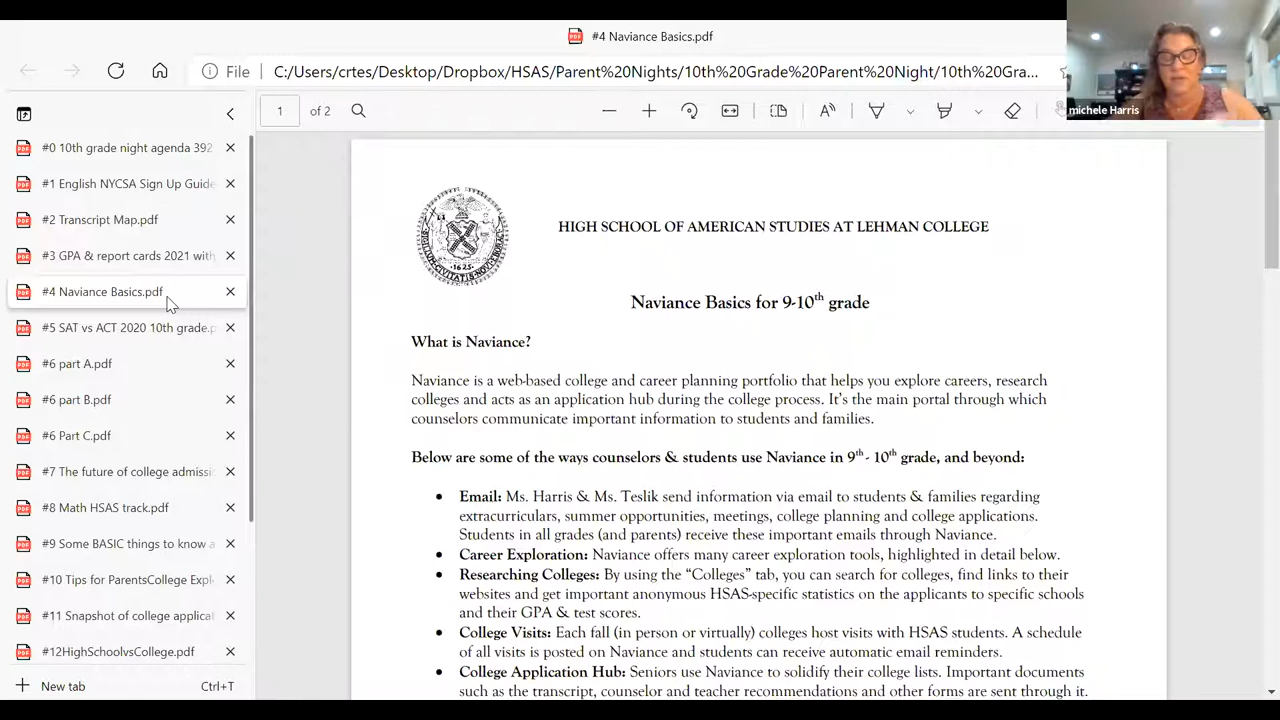 #4 Naviance Basics.pdf
michele Harris
File
C:/Users/crtes/Desktop/Dropbox/HSAS/Parent%20Nights/10th%20Grade%20Parent%20Night/10th%20Gra...
1 of 2
#0 10th grade night agenda 392
#1 English NYCSA Sign Up Guide
#2 Transcript Map.pdf
#3 GPA & report cards 2021 with
#4 Naviance Basics.pdf
#5 SAT vs ACT 2020 10th grade.p
#6 part A.pdf
#6 part B.pdf
#6 Part C.pdf
#7 The future of college admissi
#8 Math HSAS track.pdf
#9 Some BASIC things to know a
#10 Tips for ParentsCollege Expl
#11 Snapshot of college applica
#12HighSchoolvsCollege.pdf
New tab Ctrl+T
HIGH SCHOOL OF AMERICAN STUDIES AT LEHMAN COLLEGE
Naviance Basics for 9-10th grade
What is Naviance?
Naviance is a web-based college and career planning portfolio that helps you explore careers, research
colleges and acts as an application hub during the college process. It's the main portal through which
counselors communicate important information to students and families.
Below are some of the ways counselors & students use Naviance in 9th- 10th grade, and beyond:
• Email: Ms. Harris & Ms. Teslik send information via email to students & families regarding
extracurriculars, summer opportunities, meetings, college planning and college applications.
Students in all grades (and parents) receive these important emails through Naviance.
• Career Exploration: Naviance offers many career exploration tools, highlighted in detail below.
• Researching Colleges: By using the "Colleges" tab, you can search for colleges, find links to their
websites and get important anonymous HSAS-specific statistics on the applicants to specific schools
and their GPA & test scores.
• College Visits: Each fall (in person or virtually) colleges host visits with HSAS students. A schedule
of all visits is posted on Naviance and students can receive automatic email reminders.
• College Application Hub: Seniors use Naviance to solidify their college lists. Important documents
such as the transcript, counselor and teacher recommendations and other forms are sent through it.